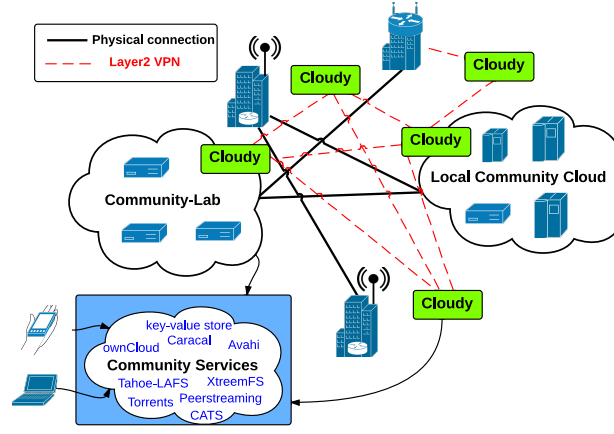 Physical connection
Layer2 VPN
Cloudy
Cloudy
Cloudy
Cloudy
Community-Lab
Local Community Cloud
Cloudy
key-value store
Caracal
ownCloud
Avahi
Community Services
Tahoe-LAFS
XtreemFS
Torrents
Peerstreaming
CATS